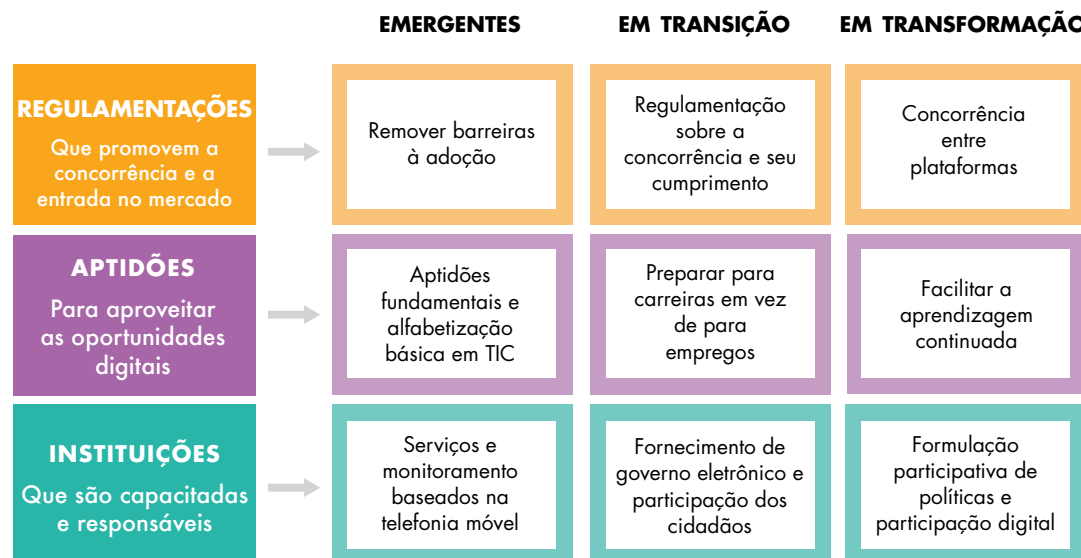 EMERGENTES
EM TRANSIÇÃO
EM TRANSFORMAÇÃO
REGULAMENTAÇÕES
Que promovem a
concorrência e a
entrada no mercado
Remover barreiras
à adoção
Regulamentação
sobre a
concorrência e seu
cumprimento
Concorrência
entre
plataformas
APTIDÕES
Para aproveitar
as oportunidades
digitais
Aptidões
fundamentais e
alfabetização
básica em TIC
Preparar para
carreiras em vez
de para
empregos
Facilitar a
aprendizagem
continuada
INSTITUIÇÕES
Que são capacitadas
e responsáveis
Serviços e
monitoramento
baseados na
telefonia móvel
Fornecimento de
governo eletrônico e
participação dos
cidadãos
Formulação
participativa de
políticas e
participação digital